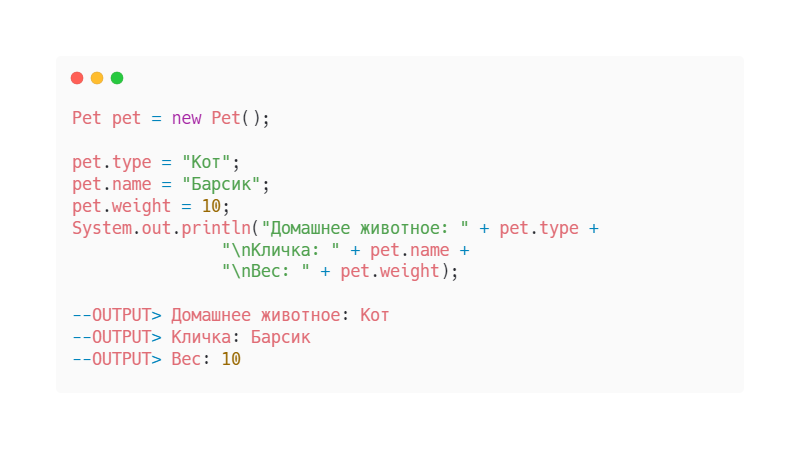 Pet pet = new Pet();
pet.type = "Кот";
pet.name = "Барсик";
pet.weight = 10;
System.out.println("Домашнее животное: " + pet.type +
"\nКличка: " + pet.name +
"\nВес: " + pet.weight);
--OUTPUT> Домашнее животное: Кот
--OUTPUT> Кличка: Барсик
--OUTPUT> Вес: 10